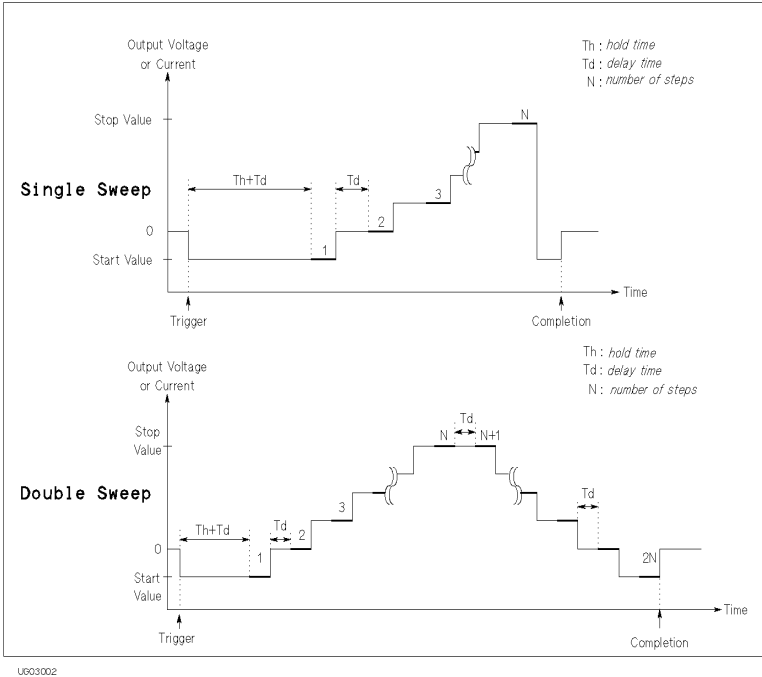 Output Voltage
or Current
Th : hold time
Td : delay time
N : number of steps
Stop Value
N
Single Sweep
Th+Td
Td
3
2
0
1
Start Value
Time
Trigger
Completion
Output Voltage
or Current
Th : hold time
Td : delay time
N : number of steps
Stop
Value
N
Td
N+1
Double Sweep
Td
3
Th+Td
Td
2
0
1
2N
Start
Value
Time
Trigger
Completion
UG03002